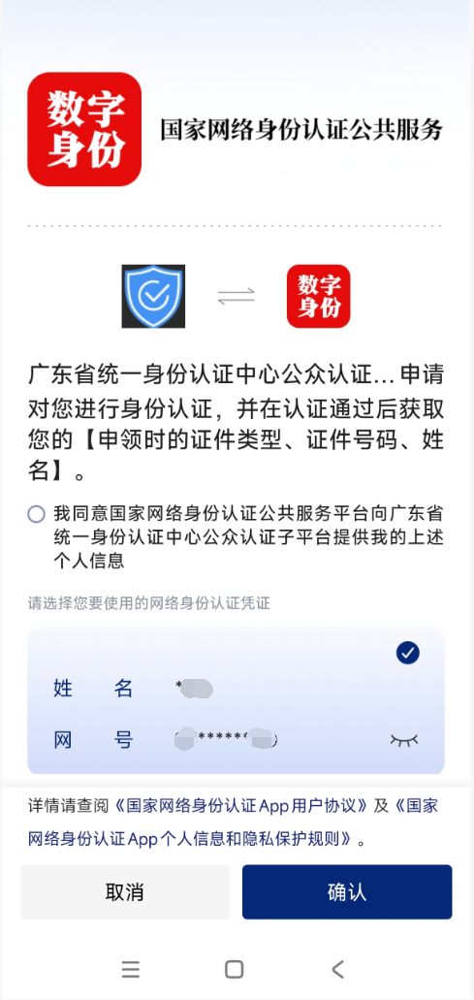 数字
身份
国家网络身份认证公共服务
数字
身份
广东省统一身份认证中心公众认证...申请
对您进行身份认证，并在认证通过后获取
您的【申领时的证件类型、证件号码、姓
名】。
我同意国家网络身份认证公共服务平台向广东省
统一身份认证中心公众认证子平台提供我的上述
个人信息
请选择您要使用的网络身份认证凭证
姓 名 *
网 号 ******
详情请查阅《国家网络身份认证App用户协议》及《国家
网络身份认证App个人信息和隐私保护规则》。
取消 确认